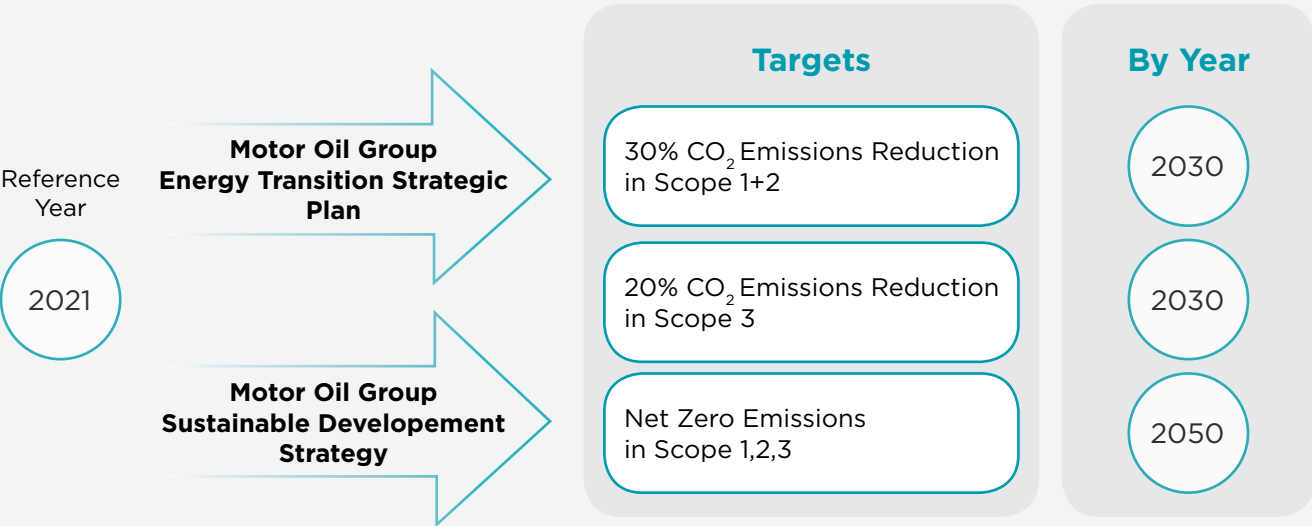 Reference
Year
2021
Motor Oil Group
Energy Transition Strategic
Plan
Motor Oil Group
Sustainable Developement
Strategy
Targets
30% CO₂ Emissions Reduction
in Scope 1+2
20% CO₂ Emissions Reduction
in Scope 3
Net Zero Emissions
in Scope 1,2,3
By Year
2030
2030
2050